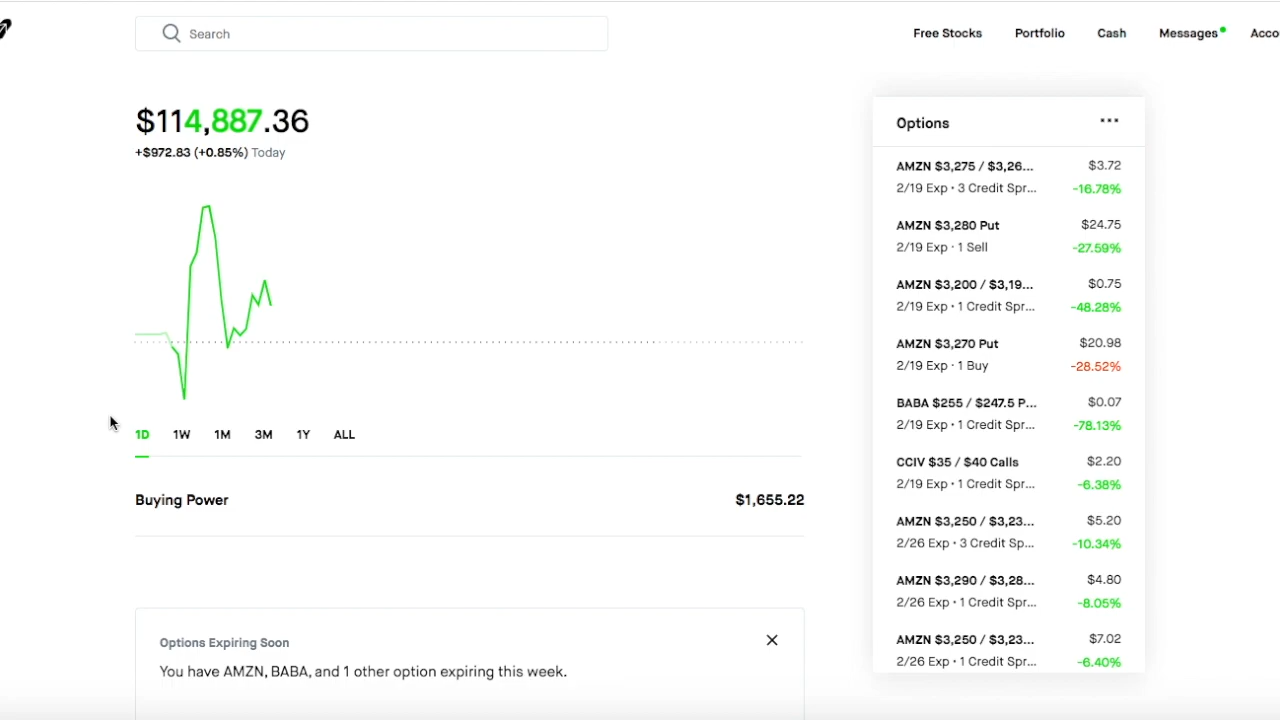 Search
Free Stocks Portfolio Cash Messages Acco
$114,887.36
+$972.83 (+0.85%) Today
1D 1W 1M 3M 1Y ALL
Buying Power $1,655.22
Options Expiring Soon
You have AMZN, BABA, and 1 other option expiring this week.
Options
AMZN $3,275 / $3,26... $3.72
2/19 Exp · 3 Credit Spr... -16.78%
AMZN $3,280 Put $24.75
2/19 Exp · 1 Sell -27.59%
AMZN $3,200 / $3,19... $0.75
2/19 Exp · 1 Credit Spr... -48.28%
AMZN $3,270 Put $20.98
2/19 Exp · 1 Buy -28.52%
BABA $255 / $247.5 P... $0.07
2/19 Exp · 1 Credit Spr... -78.13%
CCIV $35 / $40 Calls $2.20
2/19 Exp · 1 Credit Spr... -6.38%
AMZN $3,250 / $3,23... $5.20
2/26 Exp · 3 Credit Sp... -10.34%
AMZN $3,290 / $3,28... $4.80
2/26 Exp · 1 Credit Spr... -8.05%
AMZN $3,250 / $3,23... $7.02
2/26 Exp · 1 Credit Spr... -6.40%